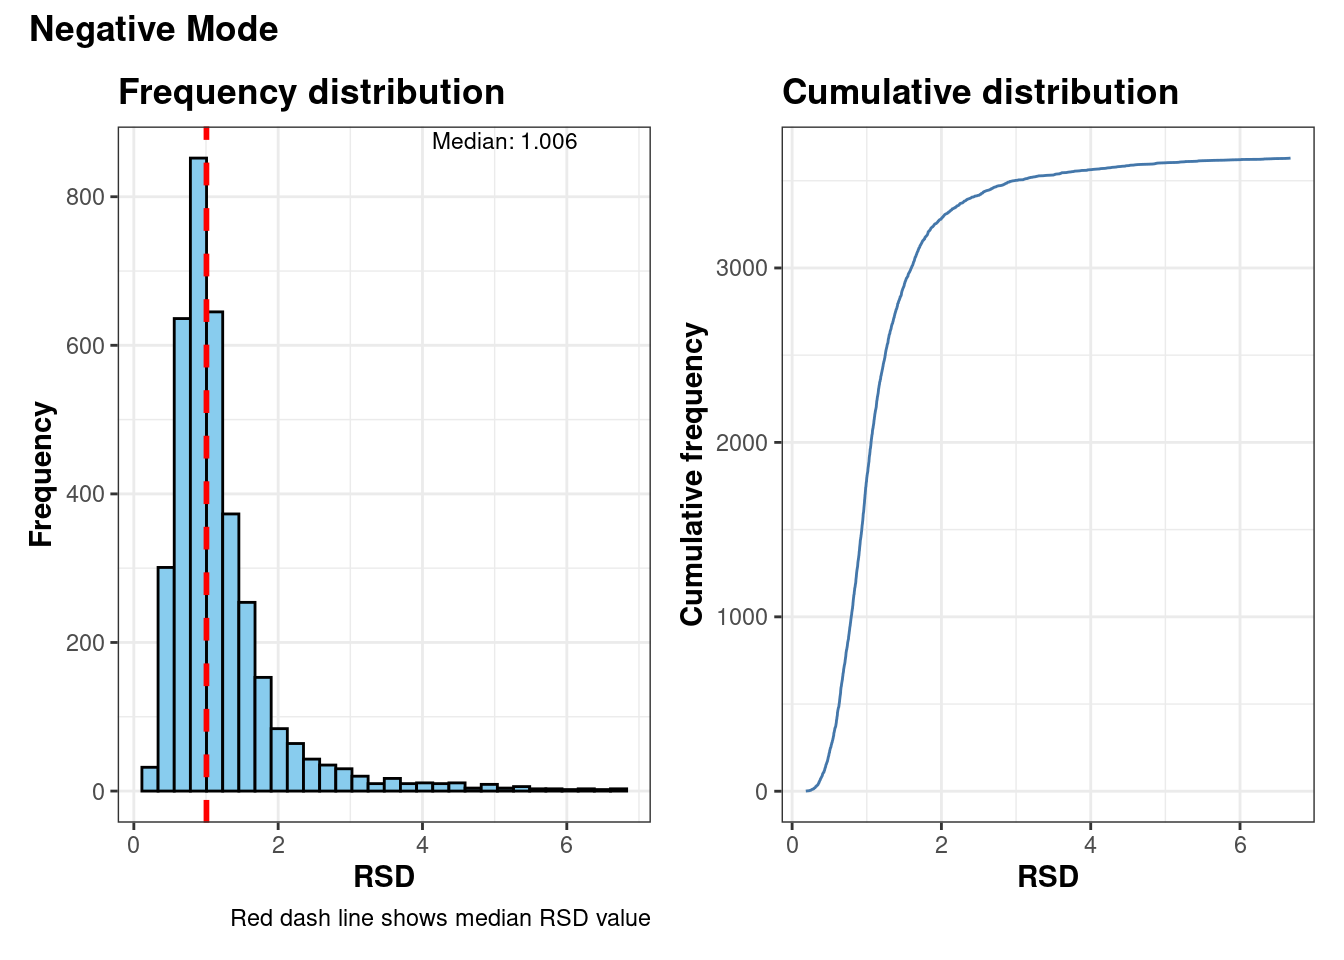 Negative Mode
Frequency distribution
Median: 1.006
800
600
400
200
0
Frequency
0 2 4 6
RSD
Red dash line shows median RSD value
Cumulative distribution
3000
2000
1000
0
Cumulative frequency
0 2 4 6
RSD